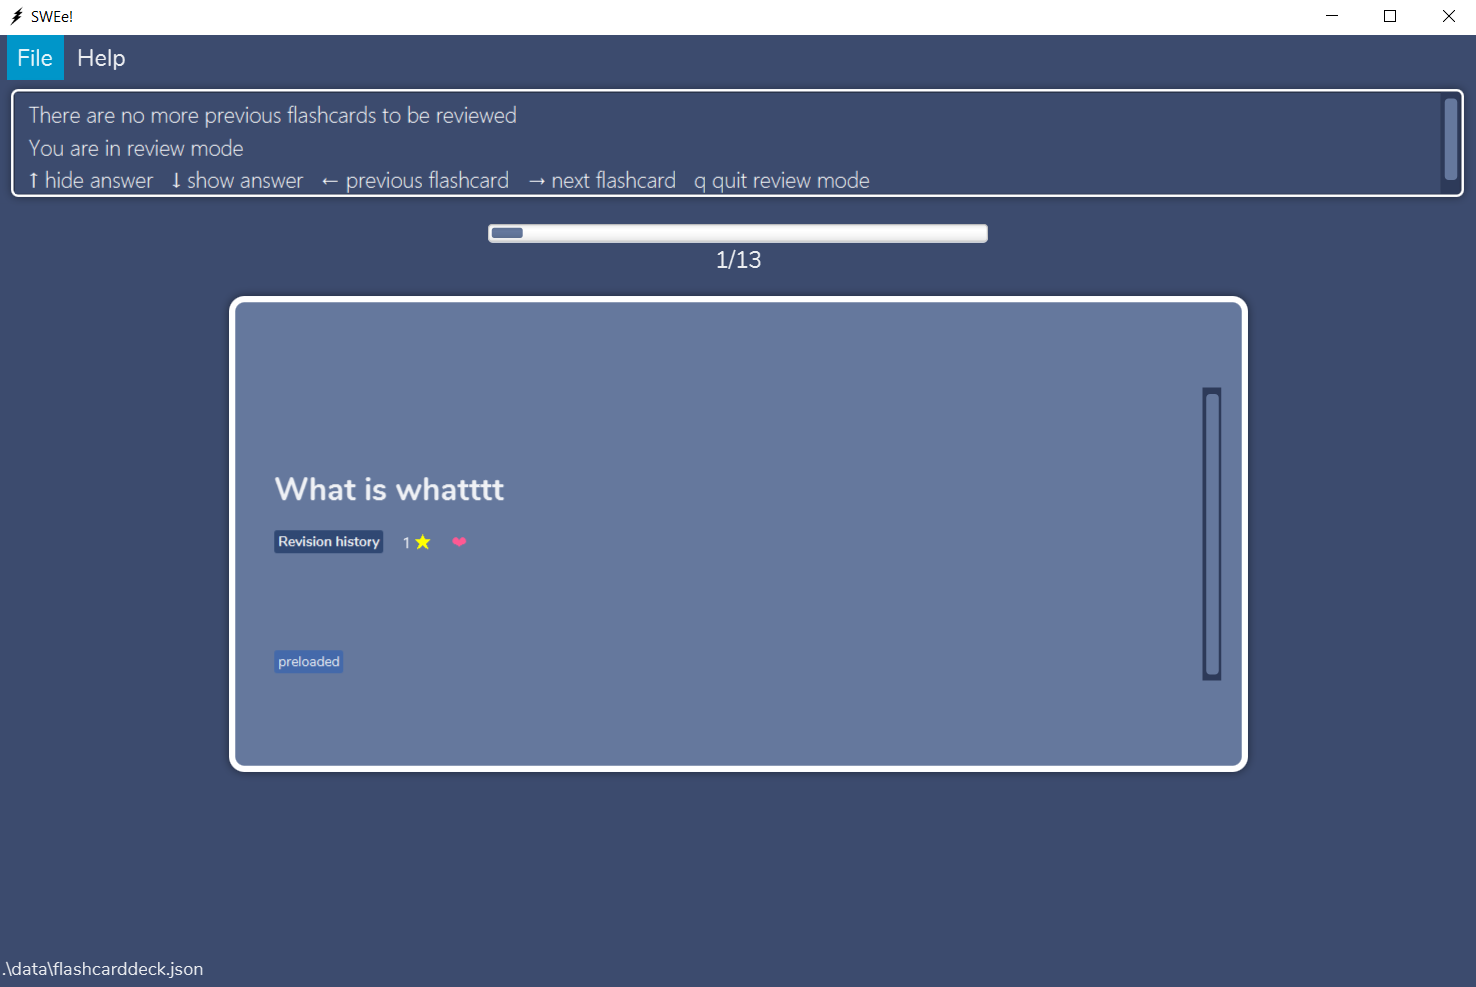 SWEe!
File Help
There are no more previous flashcards to be reviewed
You are in review mode
↑ hide answer ↓ show answer ← previous flashcard → next flashcard q quit review mode
1/13
What is whatttt
Revision history 1 ★ ❤
preloaded
.\data\flashcarddeck.json